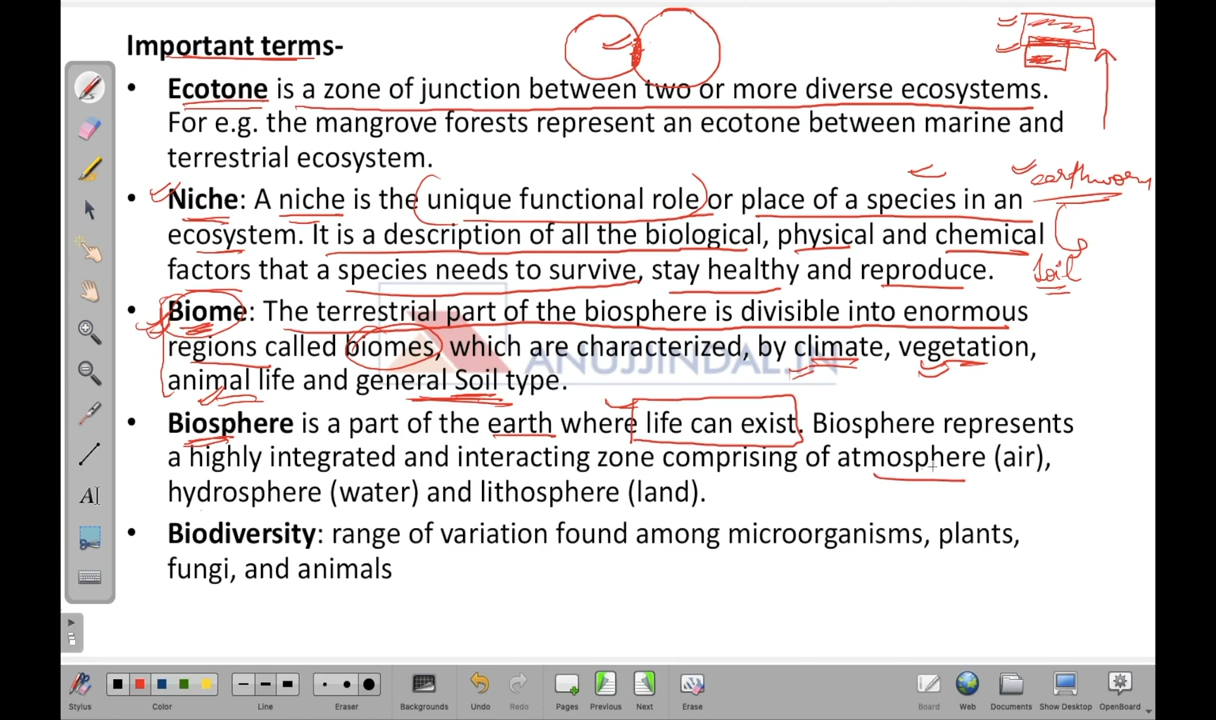 Important terms-
• Ecotone is a zone of junction between two or more diverse ecosystems.
For e.g. the mangrove forests represent an ecotone between marine and
terrestrial ecosystem.
earthworm
• Niche: A niche is the unique functional role or place of a species in an
ecosystem. It is a description of all the biological, physical and chemical
factors that a species needs to survive, stay healthy and reproduce.
Soil
• Biome: The terrestrial part of the biosphere is divisible into enormous
regions called biomes, which are characterized, by climate, vegetation,
animal life and general Soil type.
ANUJJINDAL.IN
• Biosphere is a part of the earth where life can exist. Biosphere represents
a highly integrated and interacting zone comprising of atmosphere (air),
hydrosphere (water) and lithosphere (land).
• Biodiversity: range of variation found among microorganisms, plants,
fungi, and animals
Stylus Color Line Eraser Backgrounds Undo Redo Pages Previous Next Erase Board Web Documents Show Desktop OpenBoard